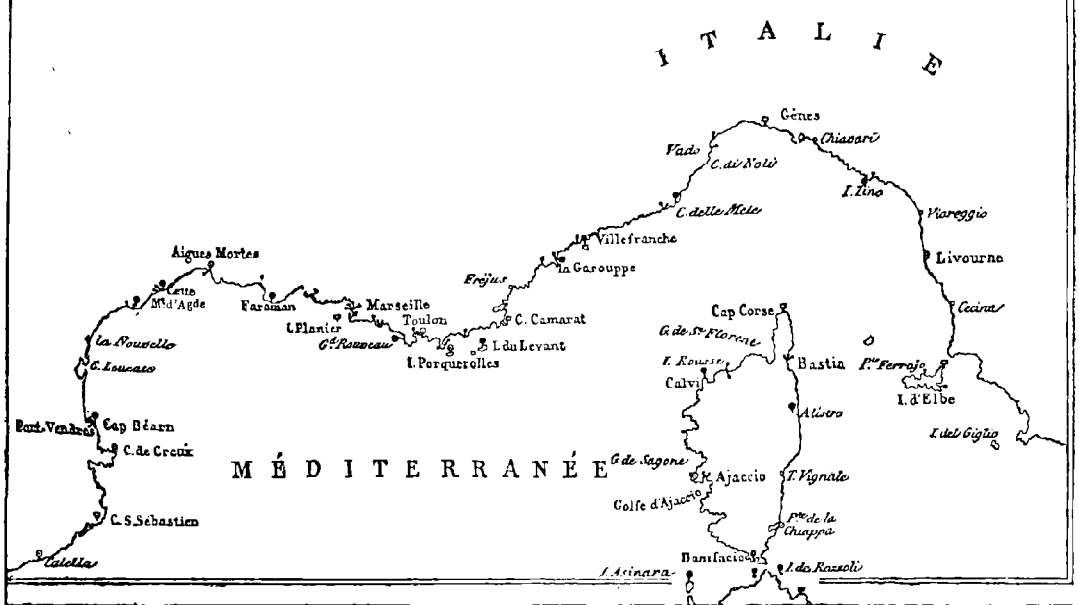 ITALIE
Gênes
Chiavari
Vado
C. di Noli
I. Tino
C. delle Mele
Viareggio
Villefranche
Livourne
Aigues Mortes
la Garoupe
Fréjus
Cette
Mt d'Agde
Faraman
Marseille
Cap Corse
Cecina
I. Planier
Toulon
C. Camarat
G. de St Florent
la Nouvelle
Gd Rouveau
I. du Levant
I. Rousse
Bastia
P.to Ferrajo
G. Leucate
I. Porquerolles
Calvi
I. d'Elbe
Alistro
Port Vendres
Cap Béarn
I. del Giglio
C. de Creux
MÉDITERRANÉE
G. de Sagone
Ajaccio
T. Vignale
Golfe d'Ajaccio
C. S. Sébastien
P.te de la
Chiappa
Bonifacio
Calella
I. Asinara
I. de Razzoli